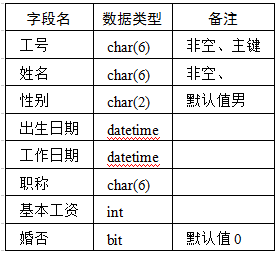 字段名 数据类型 备注
工号 char(6) 非空、主键
姓名 char(6) 非空、
性别 char(2) 默认值男
出生日期 datetime
工作日期 datetime
职称 char(6)
基本工资 int
婚否 bit 默认值 0